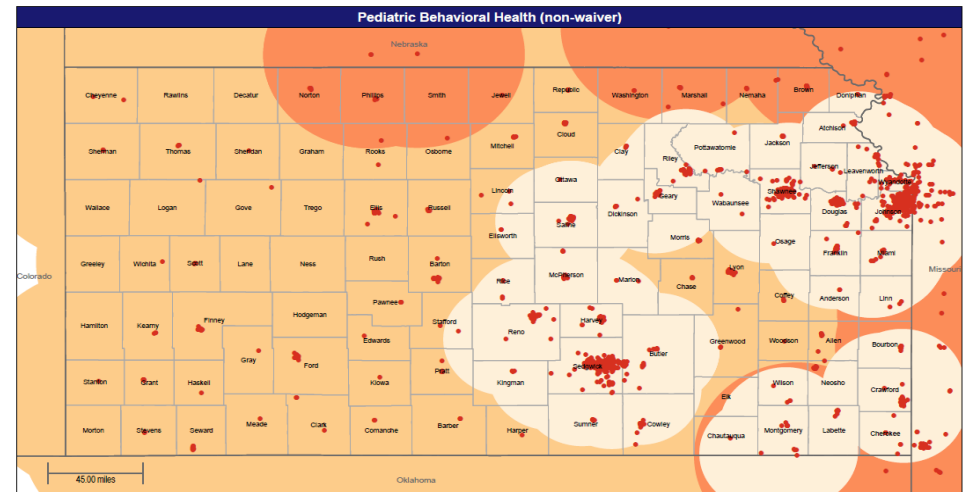 Pediatric Behavioral Health (non-waiver)
Nebraska
Cheyenne Rawlins Decatur Norton Phillips Smith Jewell Republic Washington Marshall Nemaha Brown Doniphan
Atchison
Sherman Thomas Sheridan Graham Rooks Osborne Mitchell Cloud Clay Riley Pottawatomie Jackson
Jefferson Leavenworth
Wallace Logan Gove Trego Ellis Russell Lincoln Ottawa Dickinson Geary Wabaunsee Shawnee Wyandotte
Douglas Johnson
Ellsworth Saline Morris Osage Franklin Miami
Greeley Wichita Scott Lane Ness Rush Barton Rice McPherson Marion Chase Lyon Coffey Anderson Linn
Colorado
Missouri
Hamilton Kearny Finney Hodgeman Pawnee Stafford Reno Harvey
Gray Ford Edwards Sedgwick Butler Greenwood Woodson Allen Bourbon
Stanton Grant Haskell Kiowa Pratt Kingman Elk Wilson Neosho Crawford
Morton Stevens Seward Meade Clark Comanche Barber Harper Sumner Cowley Chautauqua Montgomery Labette Cherokee
45.00 miles
Oklahoma